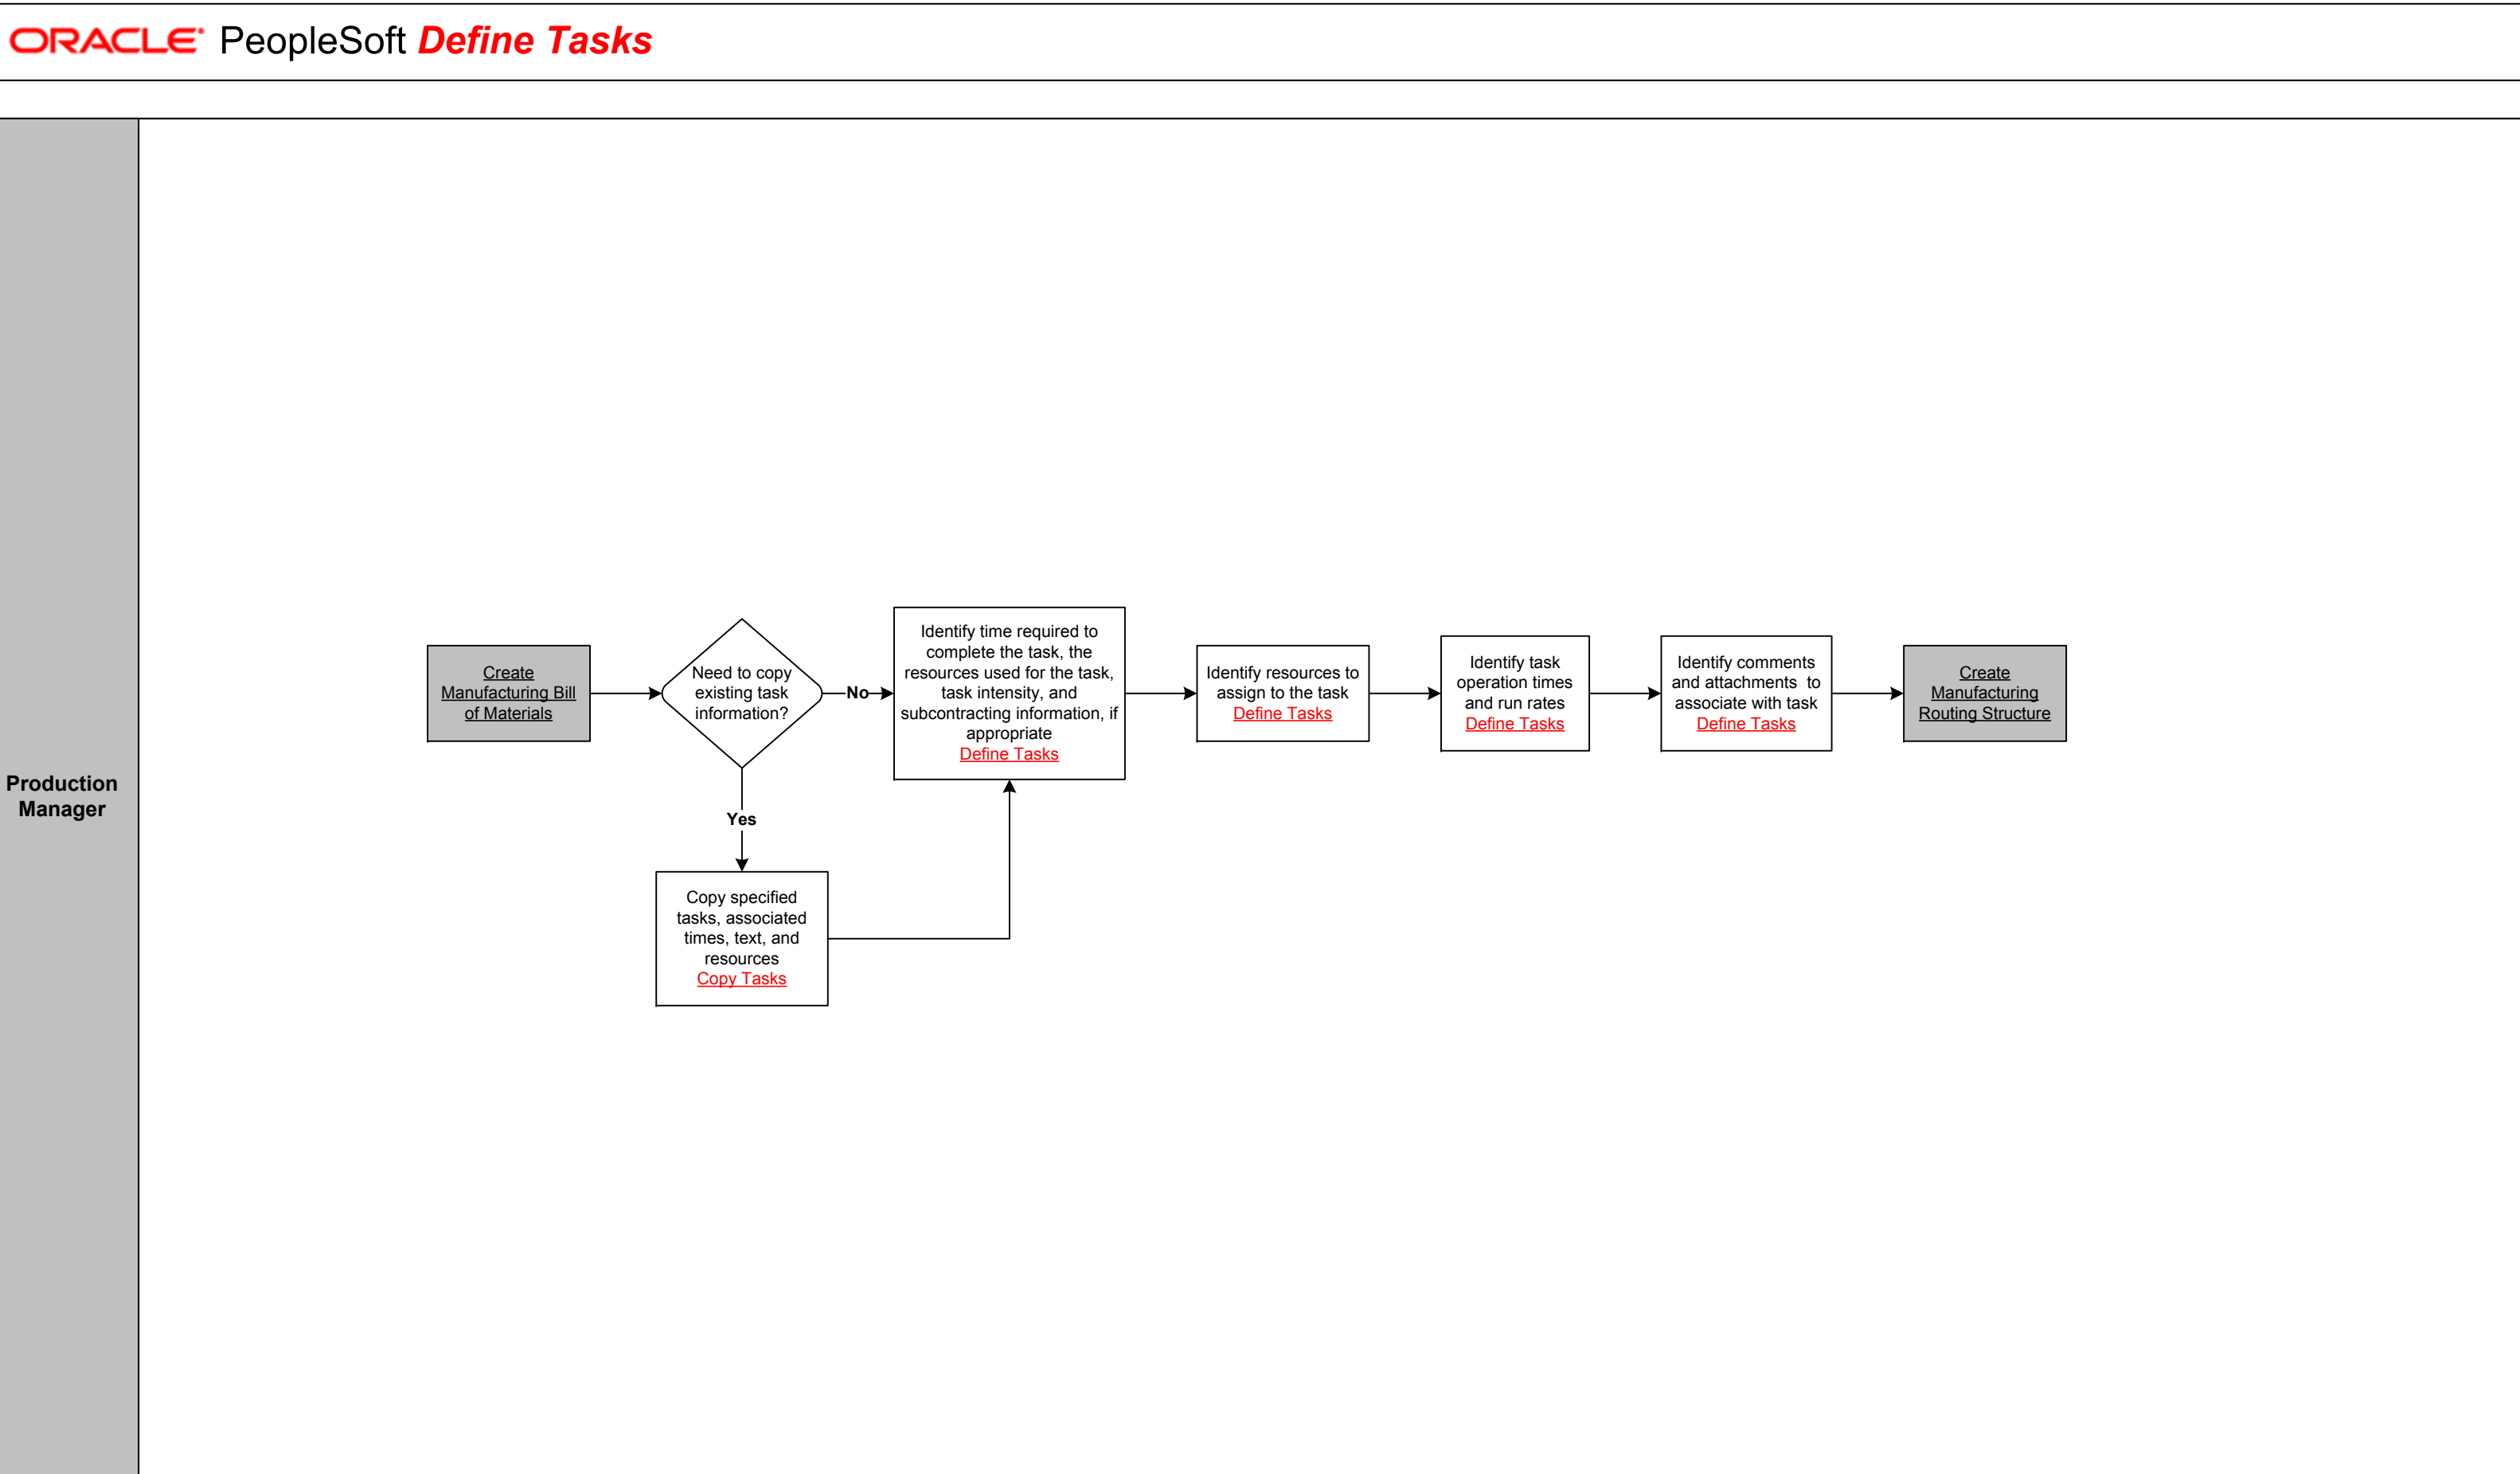 ORACLE® PeopleSoft Define Tasks
Production
Manager
Create
Manufacturing Bill
of Materials
Need to copy
existing task
information?
No
Yes
Copy specified
tasks, associated
times, text, and
resources
Copy Tasks
Identify time required to
complete the task, the
resources used for the task,
task intensity, and
subcontracting information, if
appropriate
Define Tasks
Identify resources to
assign to the task
Define Tasks
Identify task
operation times
and run rates
Define Tasks
Identify comments
and attachments  to
associate with task
Define Tasks
Create
Manufacturing
Routing Structure